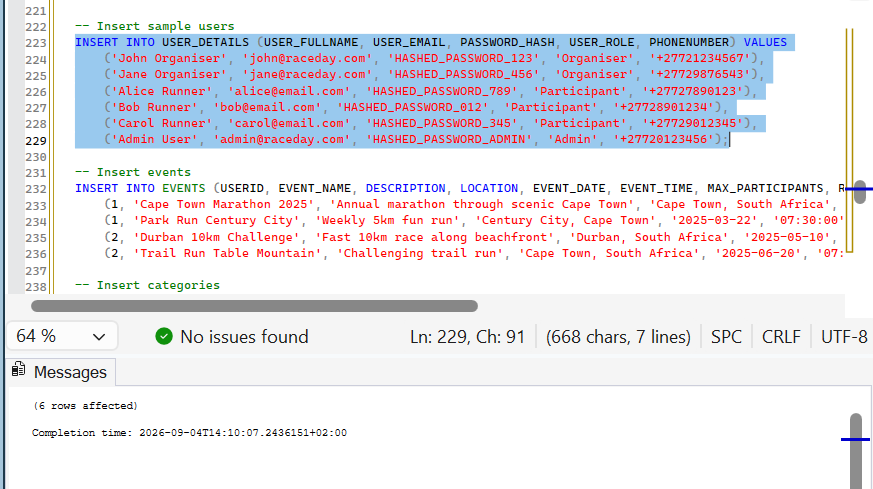 221
222 -- Insert sample users
223 INSERT INTO USER_DETAILS (USER_FULLNAME, USER_EMAIL, PASSWORD_HASH, USER_ROLE, PHONENUMBER) VALUES
224 ('John Organiser', 'john@raceday.com', 'HASHED_PASSWORD_123', 'Organiser', '+27721234567'),
225 ('Jane Organiser', 'jane@raceday.com', 'HASHED_PASSWORD_456', 'Organiser', '+27729876543'),
226 ('Alice Runner', 'alice@email.com', 'HASHED_PASSWORD_789', 'Participant', '+27727890123'),
227 ('Bob Runner', 'bob@email.com', 'HASHED_PASSWORD_012', 'Participant', '+27728901234'),
228 ('Carol Runner', 'carol@email.com', 'HASHED_PASSWORD_345', 'Participant', '+27729012345'),
229 ('Admin User', 'admin@raceday.com', 'HASHED_PASSWORD_ADMIN', 'Admin', '+27720123456');
230
231 -- Insert events
232 INSERT INTO EVENTS (USERID, EVENT_NAME, DESCRIPTION, LOCATION, EVENT_DATE, EVENT_TIME, MAX_PARTICIPANTS, R
233 (1, 'Cape Town Marathon 2025', 'Annual marathon through scenic Cape Town', 'Cape Town, South Africa',
234 (1, 'Park Run Century City', 'Weekly 5km fun run', 'Century City, Cape Town', '2025-03-22', '07:30:00'
235 (2, 'Durban 10km Challenge', 'Fast 10km race along beachfront', 'Durban, South Africa', '2025-05-10',
236 (2, 'Trail Run Table Mountain', 'Challenging trail run', 'Cape Town, South Africa', '2025-06-20', '07:
237
238 -- Insert categories
64 % No issues found Ln: 229, Ch: 91 (668 chars, 7 lines) SPC CRLF UTF-8
Messages
(6 rows affected)
Completion time: 2026-09-04T14:10:07.2436151+02:00